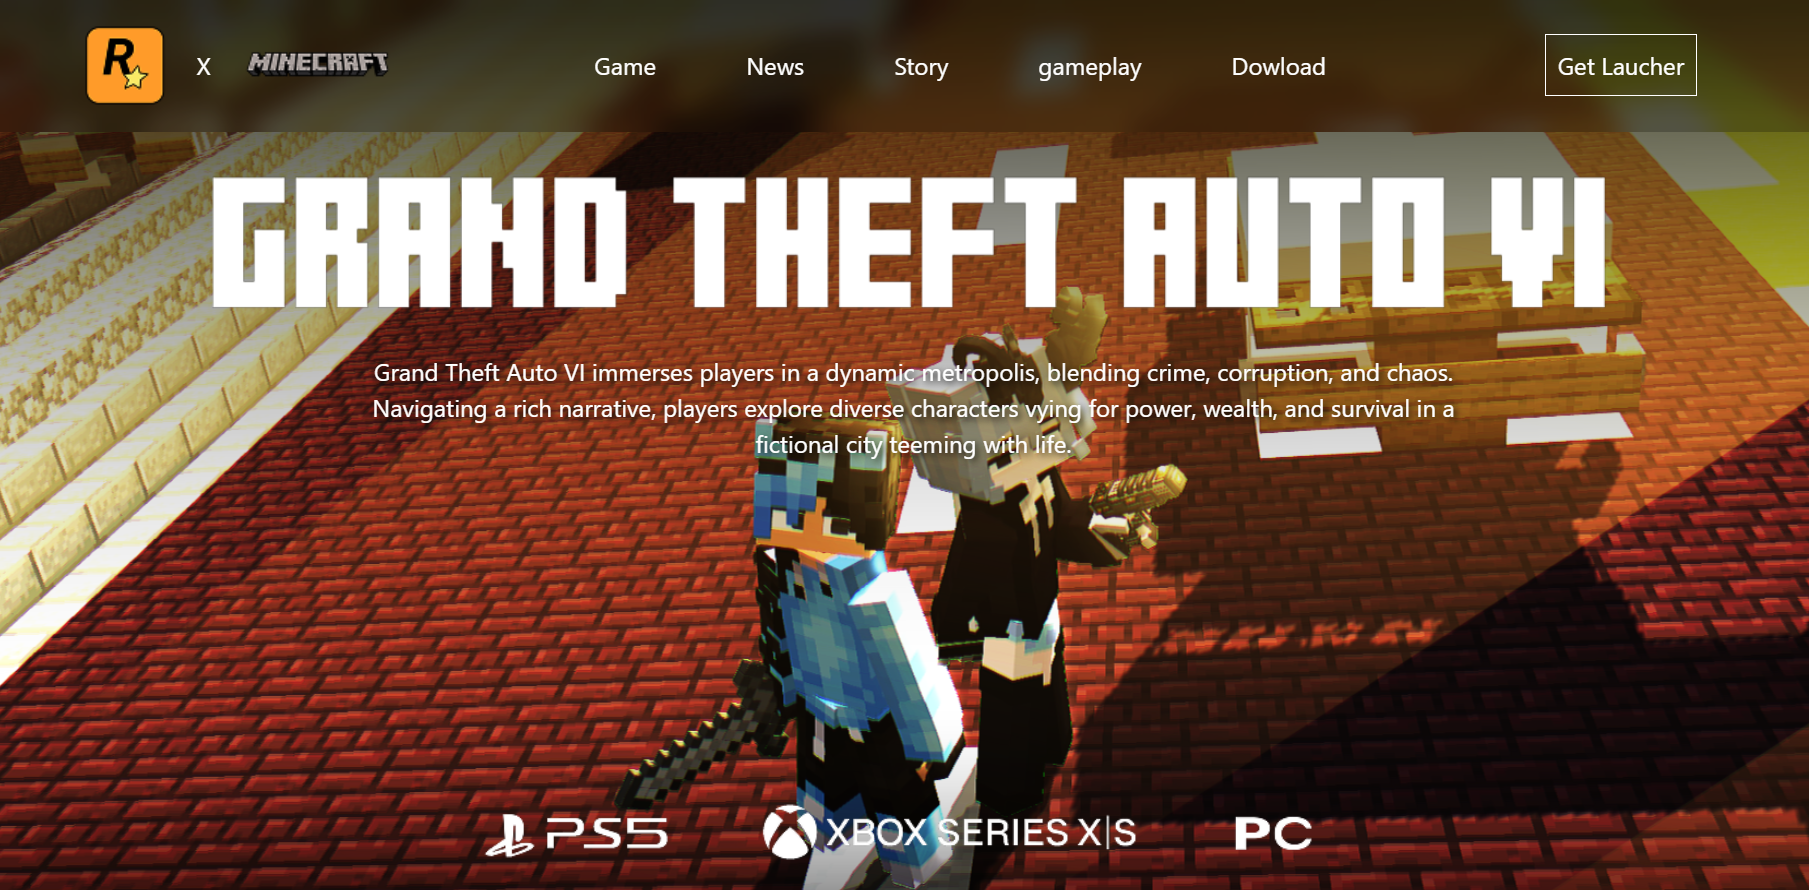 R
X
MINECRAFT
Game
News
Story
gameplay
Dowload
Get Laucher
GRAND THEFT AUTO VI
Grand Theft Auto VI immerses players in a dynamic metropolis, blending crime, corruption, and chaos.
Navigating a rich narrative, players explore diverse characters vying for power, wealth, and survival in a
fictional city teeming with life.
PS5
XBOX SERIES X|S
PC